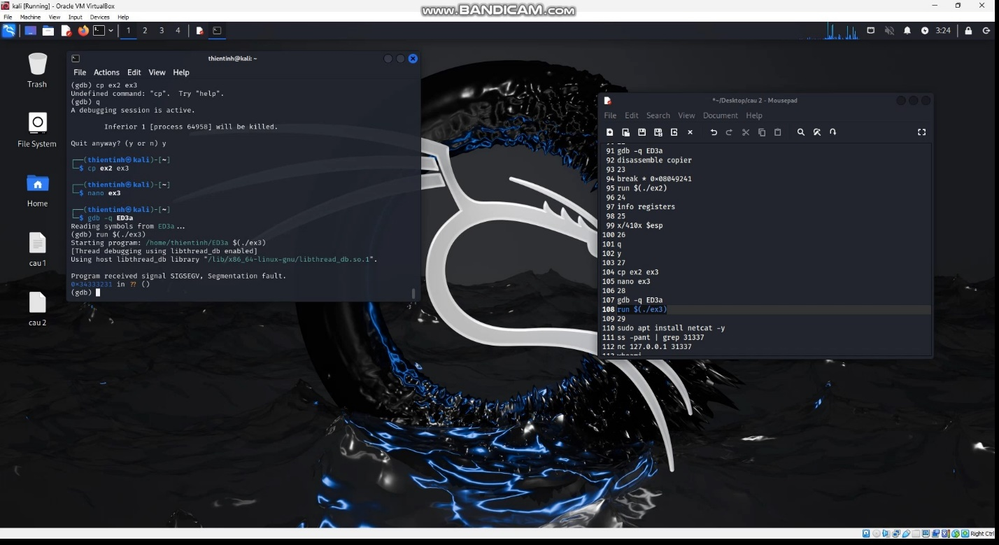 kali [Running] - Oracle VM VirtualBox
www.BANDICAM.com
File Machine View Input Devices Help
1 2 3 4
3:24
Trash
File System
Home
cau 1
cau 2
thientinh@kali: ~
File Actions Edit View Help
(gdb) cp ex2 ex3
Undefined command: "cp". Try "help".
(gdb) q
A debugging session is active.
Inferior 1 [process 64958] will be killed.
Quit anyway? (y or n) y
(thientinh㉿kali)-[~]
$ cp ex2 ex3
(thientinh㉿kali)-[~]
$ nano ex3
(thientinh㉿kali)-[~]
$ gdb -q ED3a
Reading symbols from ED3a...
(gdb) run $(./ex3)
Starting program: /home/thientinh/ED3a $(./ex3)
[Thread debugging using libthread_db enabled]
Using host libthread_db library "/lib/x86_64-linux-gnu/libthread_db.so.1".
Program received signal SIGSEGV, Segmentation fault.
0x34333231 in ?? ()
(gdb)
*~/Desktop/cau 2 - Mousepad
File Edit Search View Document Help
91 gdb -q ED3a
92 disassemble copier
93 23
94 break * 0x08049241
95 run $(./ex2)
96 24
97 info registers
98 25
99 x/410x $esp
100 26
101 q
102 y
103 27
104 cp ex2 ex3
105 nano ex3
106 28
107 gdb -q ED3a
108 run $(./ex3)
109 29
110 sudo apt install netcat -y
111 ss -pant | grep 31337
112 nc 127.0.0.1 31337
113 whoami
Right Ctrl